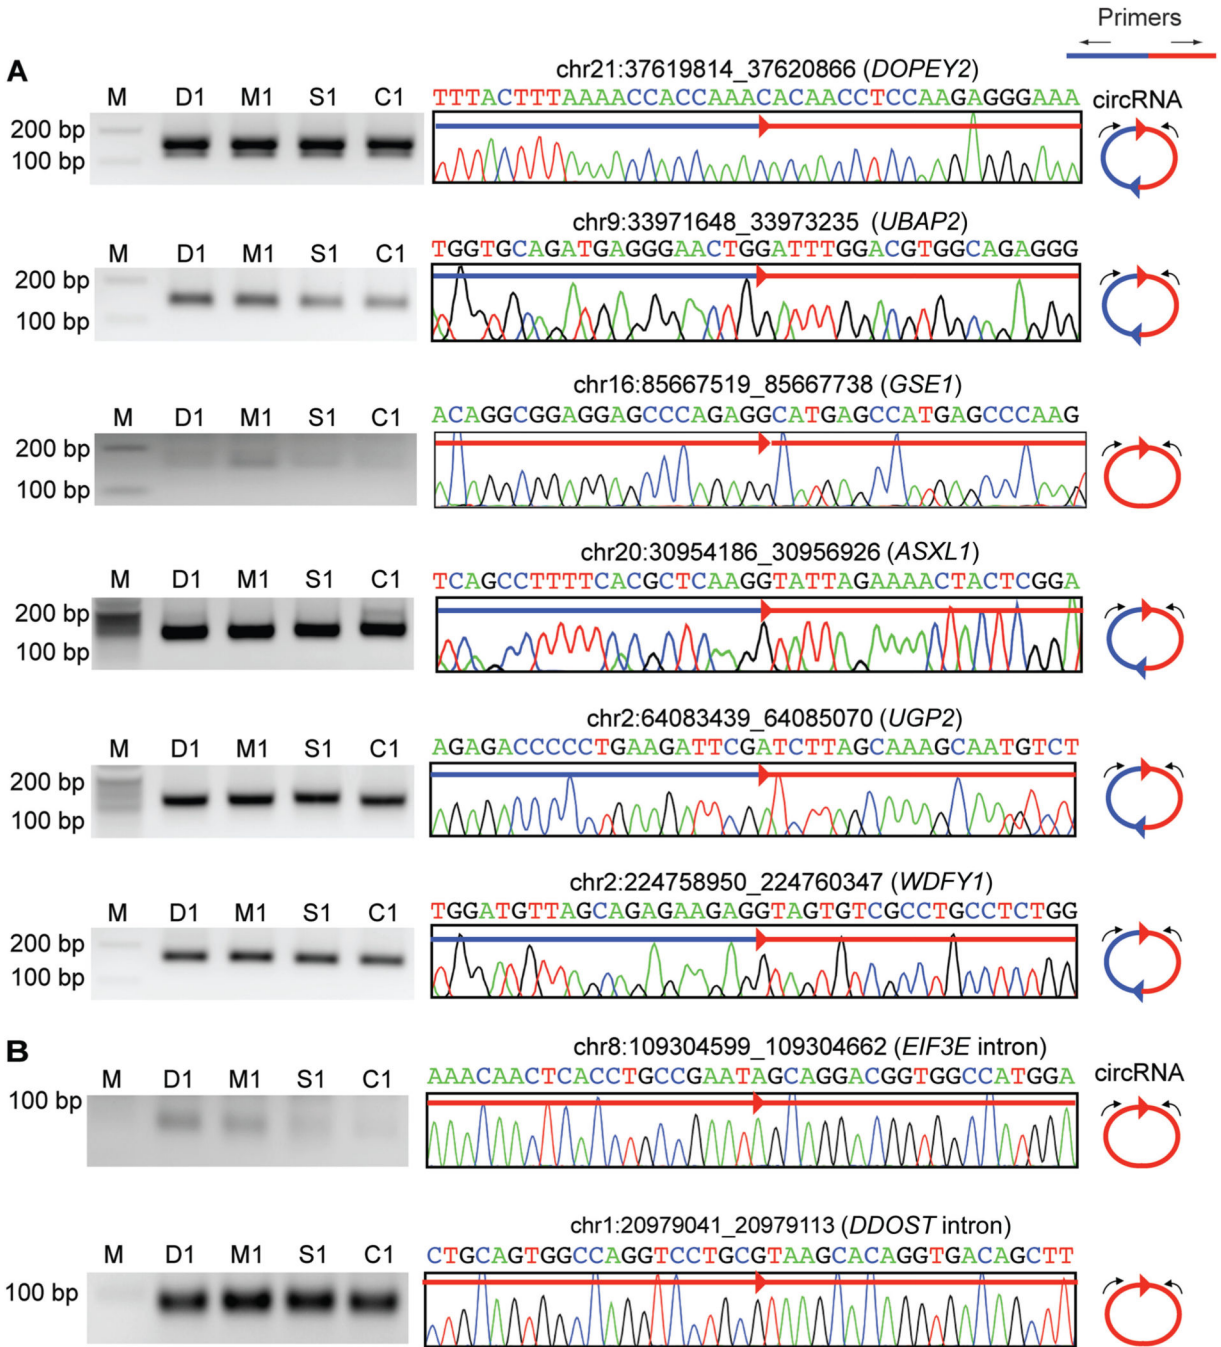 Primers
A
chr21:37619814_37620866 (DOPEY2)
M D1 M1 S1 C1
TTTACTTTAAAACCACCAAACACAACCTCCAAGAGGGAAA
circRNA
200 bp
100 bp
chr9:33971648_33973235 (UBAP2)
M D1 M1 S1 C1
TGGTGCAGATGAGGGAACTGGATTTGGACGTGGCAGAGGG
200 bp
100 bp
chr16:85667519_85667738 (GSE1)
M D1 M1 S1 C1
ACAGGCGGAGGAGCCCAGAGGCATGAGCCATGAGCCCAAG
200 bp
100 bp
chr20:30954186_30956926 (ASXL1)
M D1 M1 S1 C1
TCAGCCTTTTCACGCTCAAGGTATTAGAAAACTACTCGGA
200 bp
100 bp
chr2:64083439_64085070 (UGP2)
M D1 M1 S1 C1
AGAGACCCCCTGAAGATTCGATCTTAGCAAAGCAATGTCT
200 bp
100 bp
chr2:224758950_224760347 (WDFY1)
M D1 M1 S1 C1
TGGATGTTAGCAGAGAAGAGGTAGTGTCGCCTGCCTCTGG
200 bp
100 bp
B
chr8:109304599_109304662 (EIF3E intron)
M D1 M1 S1 C1
AAACAACTCACCTGCCGAATAGCAGGACGGTGGCCATGGA
circRNA
100 bp
chr1:20979041_20979113 (DDOST intron)
M D1 M1 S1 C1
CTGCAGTGGCCAGGTCCTGCGTAAGCACAGGTGACAGCTT
100 bp